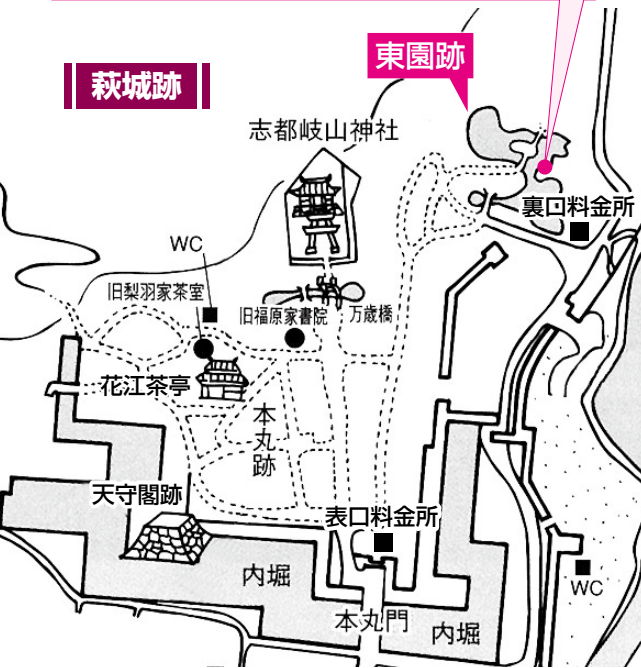 東園跡
萩城跡
志都岐山神社
裏口料金所
WC
旧梨羽家茶室
旧福原家書院
万歳橋
花江茶亭
本丸跡
天守閣跡
表口料金所
内堀
WC
本丸門
内堀